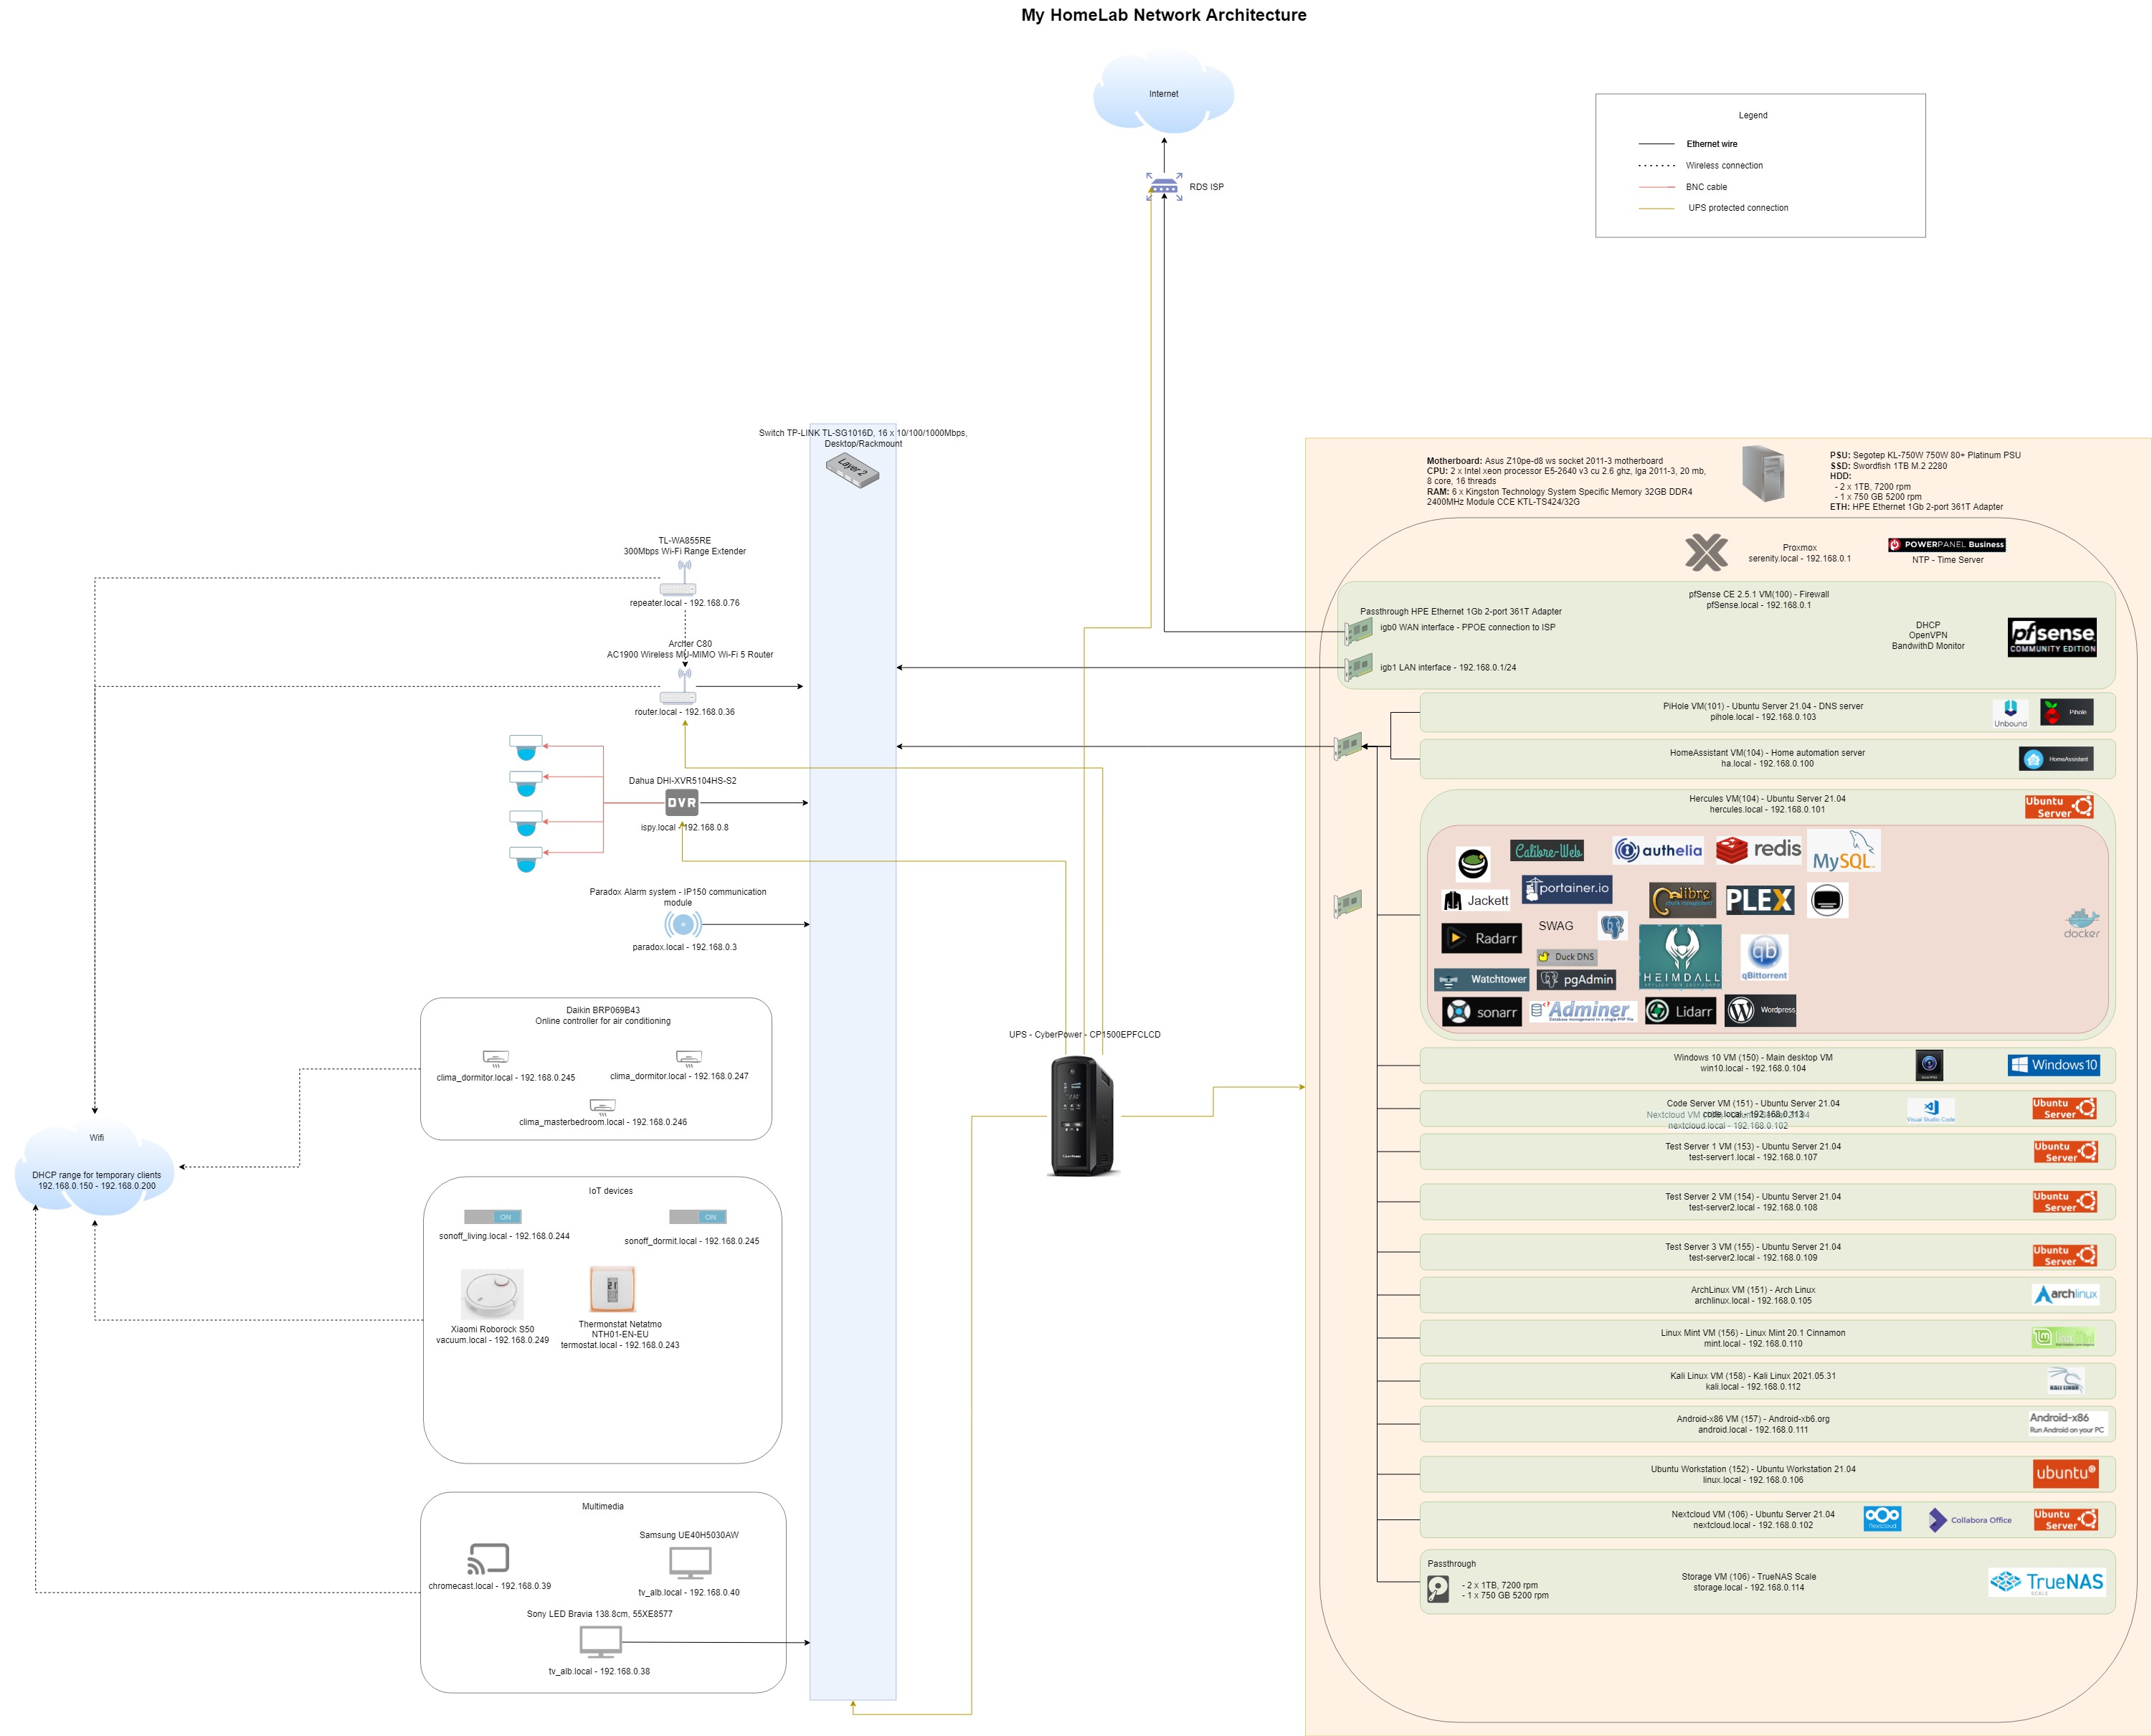 My HomeLab Network Architecture
Internet
RDS ISP
Legend
Ethernet wire
Wireless connection
BNC cable
UPS protected connection
Switch TP-LINK TL-SG1016D, 16 x 10/100/1000Mbps,
Desktop/Rackmount
Layer 2
TL-WA855RE
300Mbps Wi-Fi Range Extender
repeater.local - 192.168.0.76
Archer C80
AC1900 Wireless MU-MIMO Wi-Fi 5 Router
router.local - 192.168.0.36
Dahua DHI-XVR5104HS-S2
DVR
ispy.local - 192.168.0.8
Paradox Alarm system - IP150 communication
module
paradox.local - 192.168.0.3
Daikin BRP069B43
Online controller for air conditioning
clima_dormitor.local - 192.168.0.245
clima_dormitor.local - 192.168.0.247
clima_masterbedroom.local - 192.168.0.246
Wifi
DHCP range for temporary clients
192.168.0.150 - 192.168.0.200
IoT devices
ON
ON
sonoff_living.local - 192.168.0.244
sonoff_dormit.local - 192.168.0.245
Xiaomi Roborock S50
vacuum.local - 192.168.0.249
Thermonstat Netatmo
NTH01-EN-EU
termostat.local - 192.168.0.243
Multimedia
chromecast.local - 192.168.0.39
Samsung UE40H5030AW
tv_alb.local - 192.168.0.40
Sony LED Bravia 138.8cm, 55XE8577
tv_alb.local - 192.168.0.38
UPS - CyberPower - CP1500EPFCLCD
CyberPower
Motherboard: Asus Z10pe-d8 ws socket 2011-3 motherboard
CPU: 2 x Intel xeon processor E5-2640 v3 cu 2.6 ghz, lga 2011-3, 20 mb,
8 core, 16 threads
RAM: 6 x Kingston Technology System Specific Memory 32GB DDR4
2400MHz Module CCE KTL-TS424/32G
PSU: Segotep KL-750W 750W 80+ Platinum PSU
SSD: Swordfish 1TB M.2 2280
HDD:
- 2 x 1TB, 7200 rpm
- 1 x 750 GB 5200 rpm
ETH: HPE Ethernet 1Gb 2-port 361T Adapter
Proxmox
serenity.local - 192.168.0.1
POWERPANEL Business
NTP - Time Server
pfSense CE 2.5.1 VM(100) - Firewall
pfSense.local - 192.168.0.1
Passthrough HPE Ethernet 1Gb 2-port 361T Adapter
igb0 WAN interface - PPOE connection to ISP
igb1 LAN interface - 192.168.0.1/24
DHCP
OpenVPN
BandwithD Monitor
pfsense
COMMUNITY EDITION
PiHole VM(101) - Ubuntu Server 21.04 - DNS server
pihole.local - 192.168.0.103
Unbound
Pihole
HomeAssistant VM(104) - Home automation server
ha.local - 192.168.0.100
HomeAssistant
Hercules VM(104) - Ubuntu Server 21.04
hercules.local - 192.168.0.101
Ubuntu Server
Calibre-Web
authelia
redis
MySQL
Jackett
portainer.io
Calibre
PLEX
Radarr
SWAG
Duck DNS
HEIMDALL
qBittorrent
docker
Watchtower
pgAdmin
sonarr
Adminer
Database management in a single PHP file
Lidarr
Wordpress
Windows 10 VM (150) - Main desktop VM
win10.local - 192.168.0.104
Windows 10
Code Server VM (151) - Ubuntu Server 21.04
code.local - 192.168.0.113
nextcloud.local - 192.168.0.102
Visual Studio Code
Ubuntu Server
Test Server 1 VM (153) - Ubuntu Server 21.04
test-server1.local - 192.168.0.107
Ubuntu Server
Test Server 2 VM (154) - Ubuntu Server 21.04
test-server2.local - 192.168.0.108
Ubuntu Server
Test Server 3 VM (155) - Ubuntu Server 21.04
test-server2.local - 192.168.0.109
Ubuntu Server
ArchLinux VM (151) - Arch Linux
archlinux.local - 192.168.0.105
archlinux
Linux Mint VM (156) - Linux Mint 20.1 Cinnamon
mint.local - 192.168.0.110
Kali Linux VM (158) - Kali Linux 2021.05.31
kali.local - 192.168.0.112
KALI LINUX
Android-x86 VM (157) - Android-xb6.org
android.local - 192.168.0.111
Android-x86
Run Android on your PC
Ubuntu Workstation (152) - Ubuntu Workstation 21.04
linux.local - 192.168.0.106
ubuntu
Nextcloud VM (106) - Ubuntu Server 21.04
nextcloud.local - 192.168.0.102
Nextcloud
Collabora Office
Ubuntu Server
Passthrough
- 2 x 1TB, 7200 rpm
- 1 x 750 GB 5200 rpm
Storage VM (106) - TrueNAS Scale
storage.local - 192.168.0.114
TrueNAS
SCALE